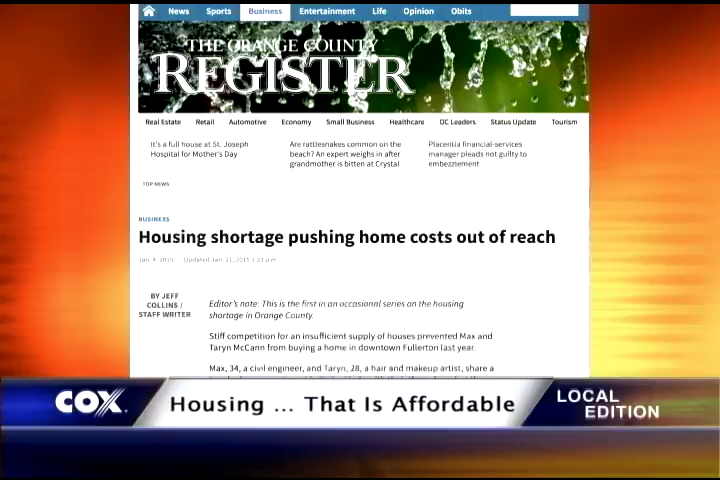 News Sports Business Entertainment Life Opinion Obits
THE ORANGE COUNTY
REGISTER
Real Estate Retail Automotive Economy Small Business Healthcare OC Leaders Status Update Tourism
It's a full house at St. Joseph
Hospital for Mother's Day
Are rattlesnakes common on the
beach? An expert weighs in after
grandmother is bitten at Crystal
Placentia financial-services
manager pleads not guilty to
embezzlement
TOP NEWS
BUSINESS
Housing shortage pushing home costs out of reach
Jan. 4, 2015 Updated Jan. 21, 2015 1:21 p.m.
BY JEFF
COLLINS /
STAFF WRITER
Editor's note: This is the first in an occasional series on the housing
shortage in Orange County.
Stiff competition for an insufficient supply of houses prevented Max and
Taryn McCann from buying a home in downtown Fullerton last year.
Max, 34, a civil engineer, and Taryn, 28, a hair and makeup artist, share a
COX
Housing ... That Is Affordable
LOCAL
EDITION